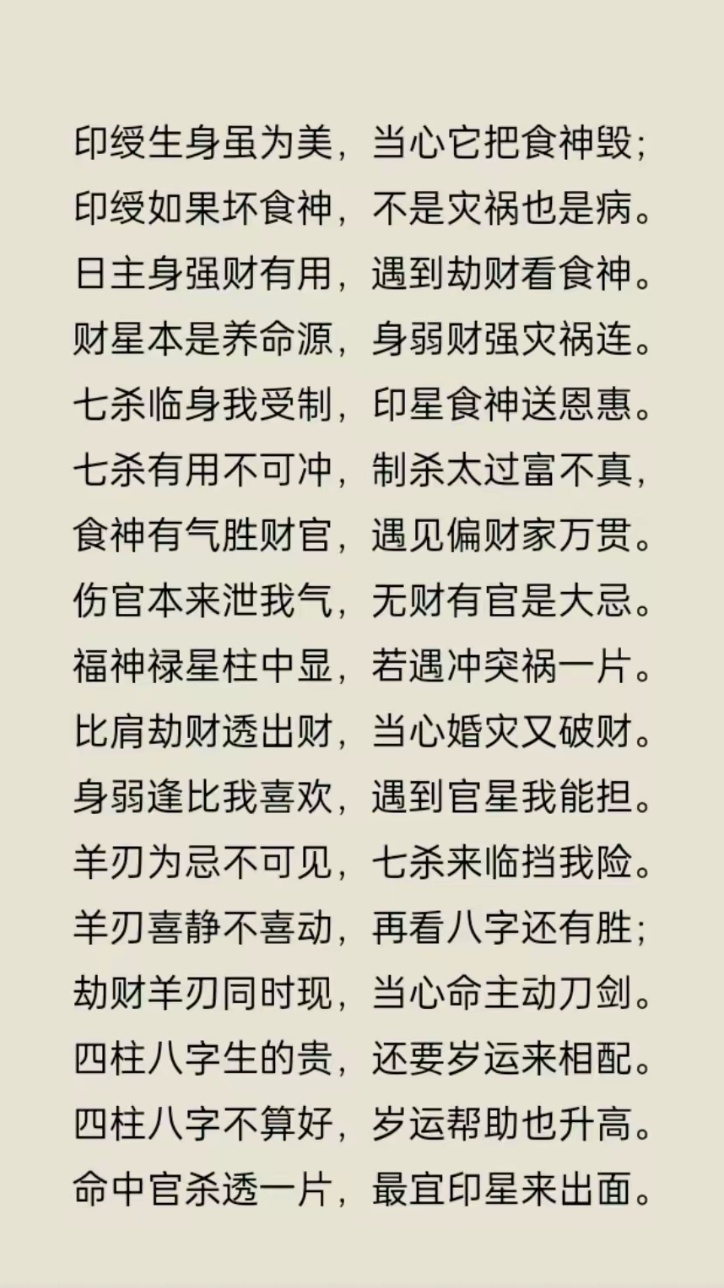 印绶生身虽为美，当心它把食神毁；
印绶如果坏食神，不是灾祸也是病。
日主身强财有用，遇到劫财看食神。
财星本是养命源，身弱财强灾祸连。
七杀临身我受制，印星食神送恩惠。
七杀有用不可冲，制杀太过富不真，
食神有气胜财官，遇见偏财家万贯。
伤官本来泄我气，无财有官是大忌。
福神禄星柱中显，若遇冲突祸一片。
比肩劫财透出财，当心婚灾又破财。
身弱逢比我喜欢，遇到官星我能担。
羊刃为忌不可见，七杀来临挡我险。
羊刃喜静不喜动，再看八字还有胜；
劫财羊刃同时现，当心命主动刀剑。
四柱八字生的贵，还要岁运来相配。
四柱八字不算好，岁运帮助也升高。
命中官杀透一片，最宜印星来出面。